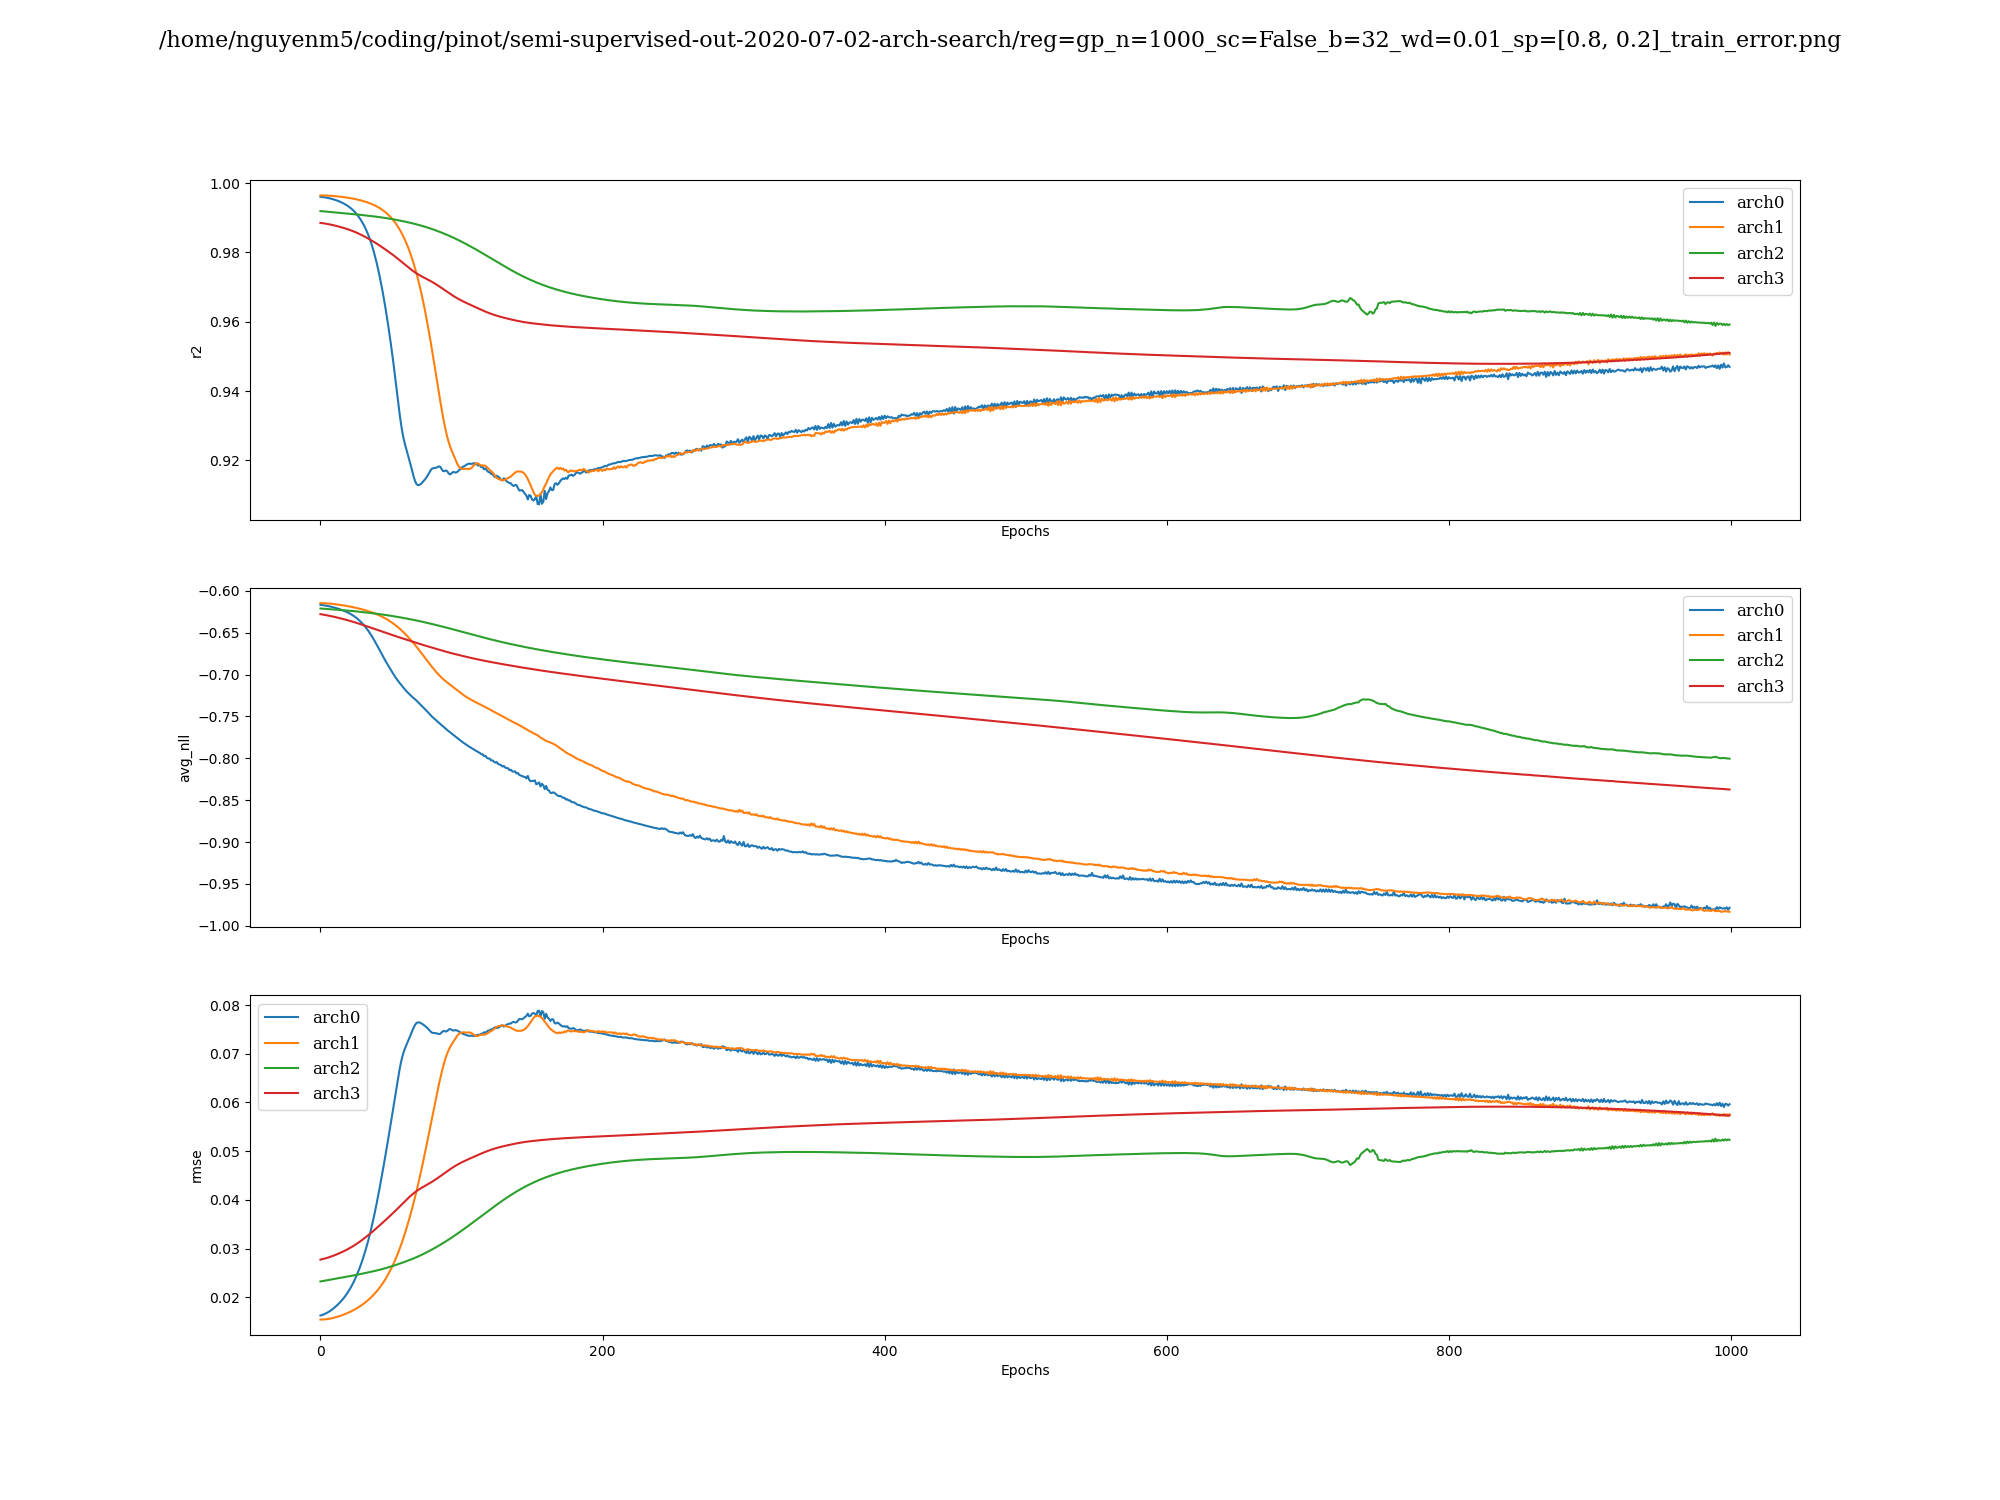 /home/nguyenm5/coding/pinot/semi-supervised-out-2020-07-02-arch-search/reg=gp_n=1000_sc=False_b=32_wd=0.01_sp=[0.8, 0.2]_train_error.png
1.00
0.98
0.96
0.94
0.92
r2
Epochs
arch0
arch1
arch2
arch3
−0.60
−0.65
−0.70
−0.75
−0.80
−0.85
−0.90
−0.95
−1.00
avg_nll
Epochs
arch0
arch1
arch2
arch3
0.08
0.07
0.06
0.05
0.04
0.03
0.02
rmse
arch0
arch1
arch2
arch3
0 200 400 600 800 1000
Epochs